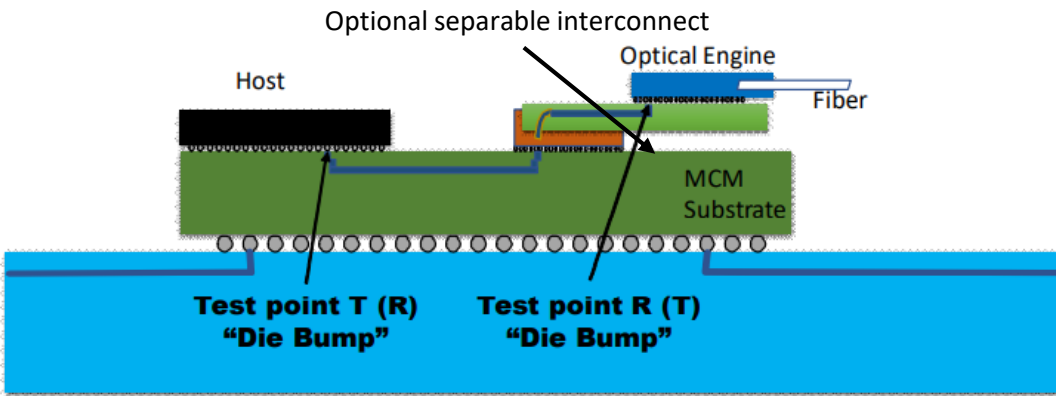 Optional separable interconnect
Optical Engine
Host
Fiber
MCM
Substrate
Test point T (R)
“Die Bump”
Test point R (T)
“Die Bump”